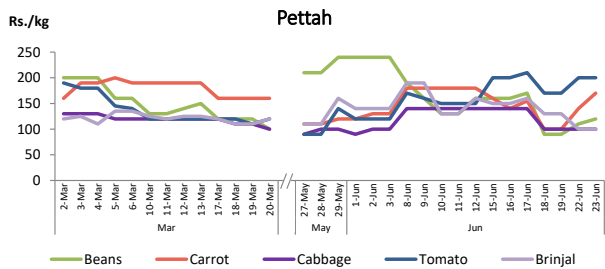 Pettah
Rs./kg
250
200
150
100
50
0
2-Mar 3-Mar 4-Mar 5-Mar 6-Mar 10-Mar 11-Mar 12-Mar 13-Mar 17-Mar 18-Mar 19-Mar 20-Mar // 27-May 28-May 29-May 1-Jun 2-Jun 3-Jun 4-Jun 8-Jun 9-Jun 10-Jun 11-Jun 12-Jun 15-Jun 16-Jun 17-Jun 18-Jun 19-Jun 22-Jun 23-Jun
Mar May Jun
Beans Carrot Cabbage Tomato Brinjal